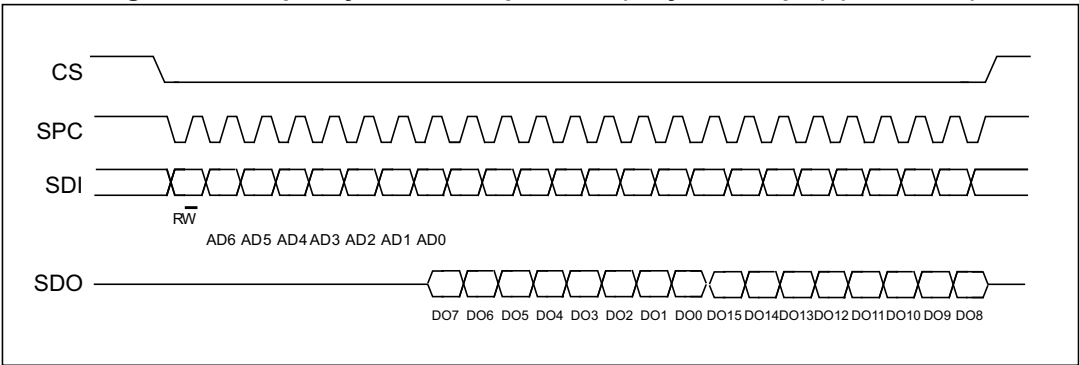 CS
SPC
SDI
RW
AD6 AD5 AD4 AD3 AD2 AD1 AD0
SDO
DO7 DO6 DO5 DO4 DO3 DO2 DO1 DO0 DO15 DO14 DO13 DO12 DO11 DO10 DO9 DO8